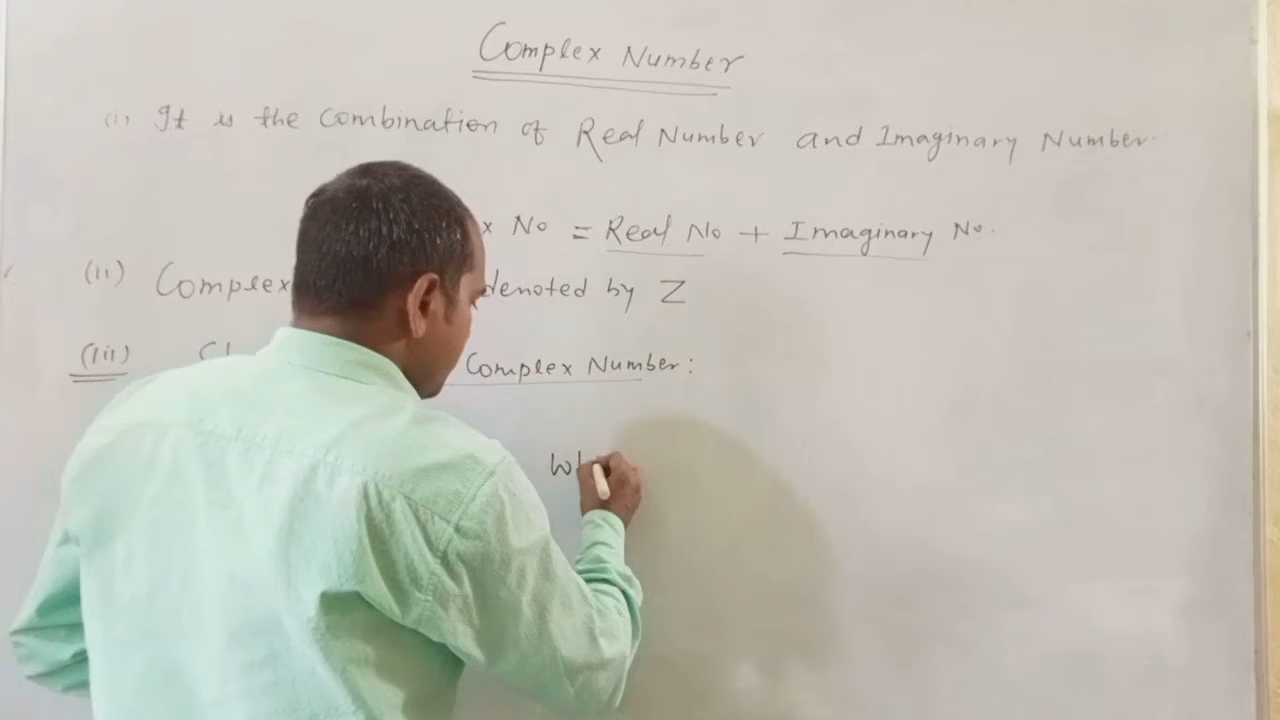 Complex Number
(i) It is the Combination of Real Number and Imaginary Number.
x No = Real No + Imaginary No.
(ii) Complex denoted by Z
(iii) Complex Number: